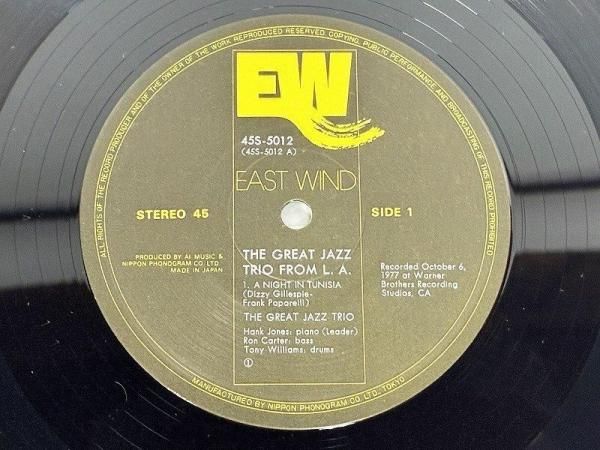 ALL RIGHTS OF THE RECORD PRODUCER AND OF THE OWNER OF THE WORK REPRODUCED RESERVED. COPYING, PUBLIC PERFORMANCE AND BROADCASTING OF THIS RECORD PROHIBITED
EW
45S-5012
(45S-5012 A)
EAST WIND
STEREO 45
SIDE 1
PRODUCED BY AI MUSIC &
NIPPON PHONOGRAM CO. LTD.
MADE IN JAPAN
THE GREAT JAZZ
TRIO FROM L. A.
1. A NIGHT IN TUNISIA
(Dizzy Gillespie-
Frank Paparelli)
THE GREAT JAZZ TRIO
Hank Jones: piano (Leader)
Ron Carter: bass
Tony Williams: drums
①
Recorded October 6,
1977 at Warner
Brothers Recording
Studios, CA
MANUFACTURED BY NIPPON PHONOGRAM CO. LTD. TOKYO